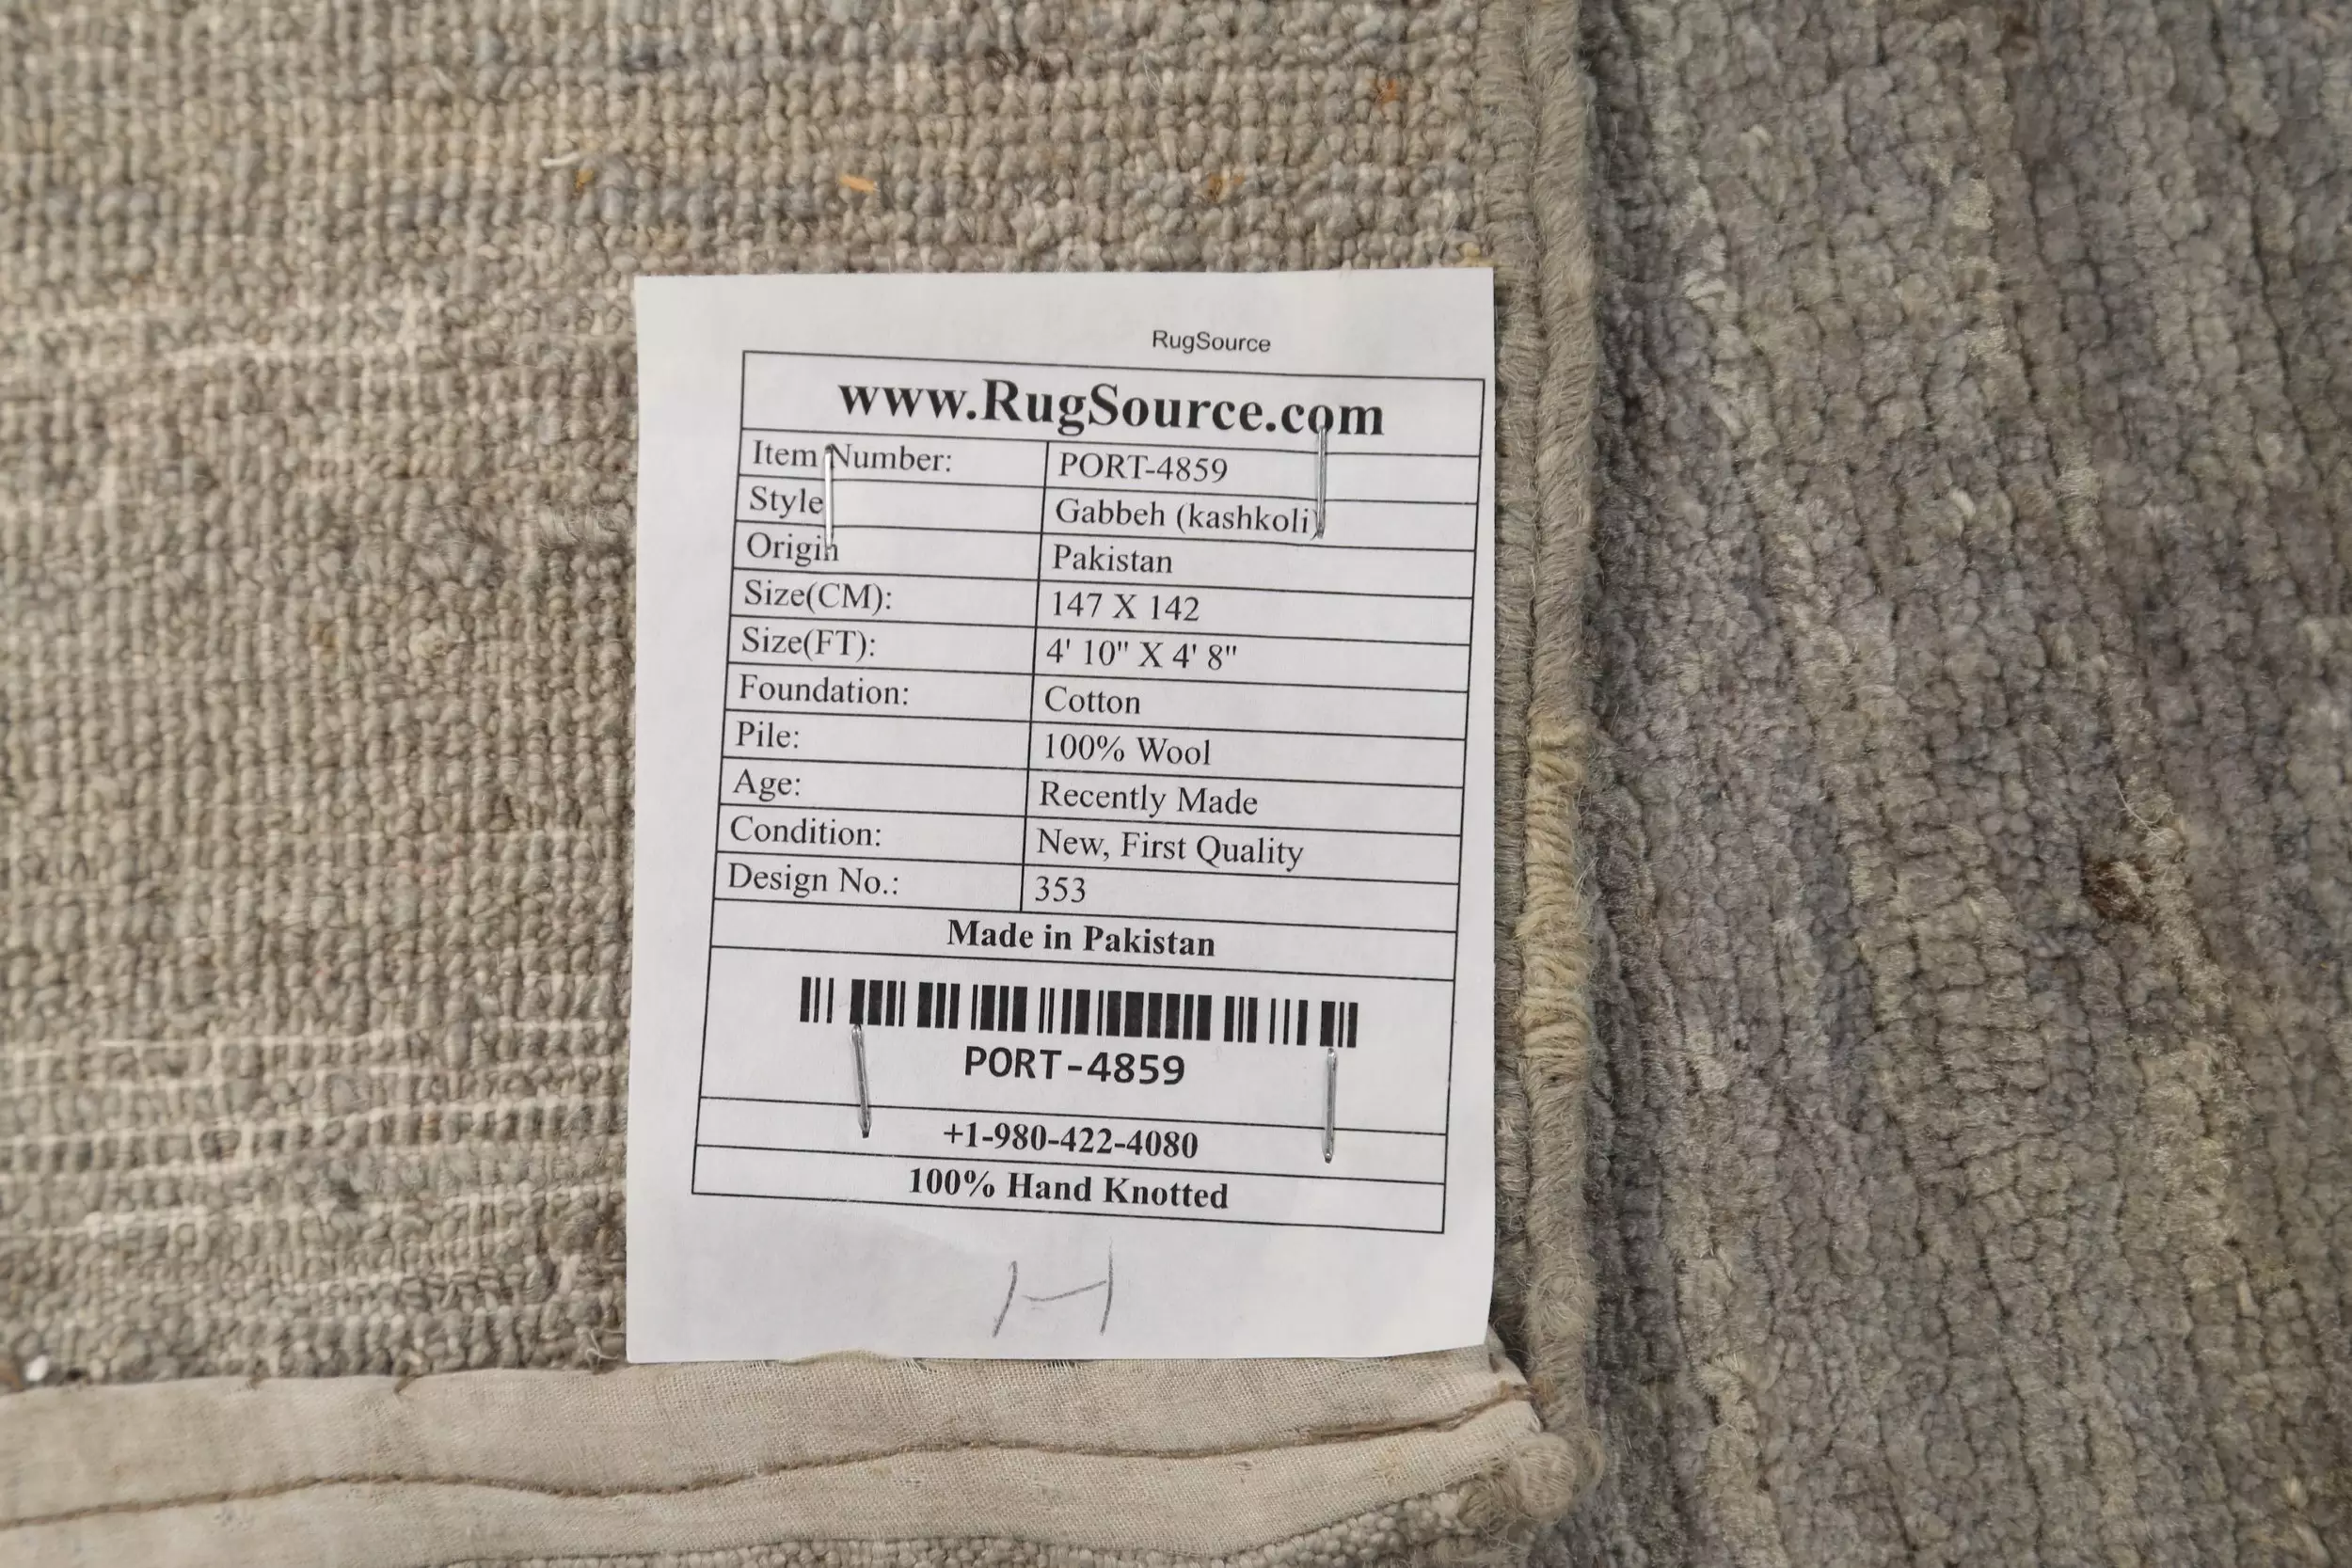 RugSource
www.RugSource.com
Item Number: PORT-4859
Style Gabbeh (kashkoli)
Origin Pakistan
Size(CM): 147 X 142
Size(FT): 4' 10" X 4' 8"
Foundation: Cotton
Pile: 100% Wool
Age: Recently Made
Condition: New, First Quality
Design No.: 353
Made in Pakistan
PORT-4859
+1-980-422-4080
100% Hand Knotted
H